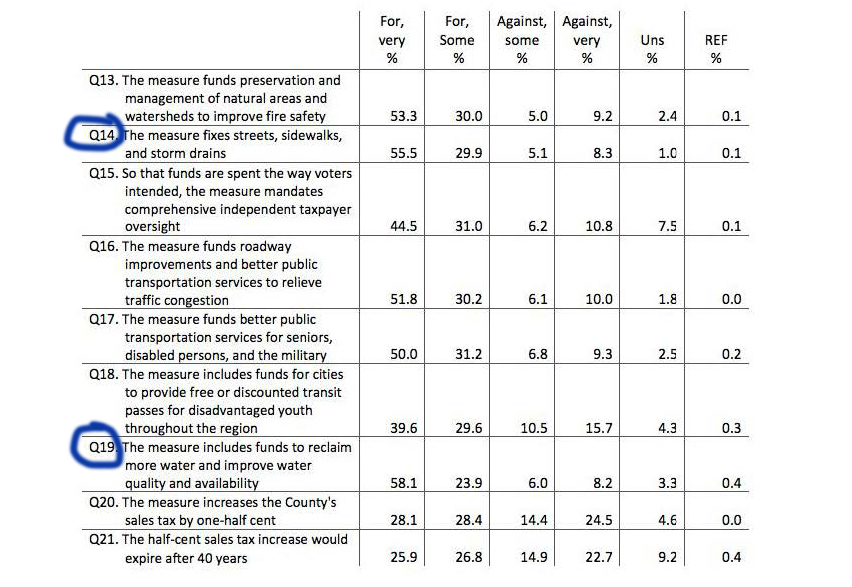 For, For, Against, Against,
very Some some very Uns REF
% % % % % %
Q13. The measure funds preservation and
management of natural areas and
watersheds to improve fire safety 53.3 30.0 5.0 9.2 2.4 0.1
Q14. The measure fixes streets, sidewalks,
and storm drains 55.5 29.9 5.1 8.3 1.0 0.1
Q15. So that funds are spent the way voters
intended, the measure mandates
comprehensive independent taxpayer
oversight 44.5 31.0 6.2 10.8 7.5 0.1
Q16. The measure funds roadway
improvements and better public
transportation services to relieve
traffic congestion 51.8 30.2 6.1 10.0 1.8 0.0
Q17. The measure funds better public
transportation services for seniors,
disabled persons, and the military 50.0 31.2 6.8 9.3 2.5 0.2
Q18. The measure includes funds for cities
to provide free or discounted transit
passes for disadvantaged youth
throughout the region 39.6 29.6 10.5 15.7 4.3 0.3
Q19. The measure includes funds to reclaim
more water and improve water
quality and availability 58.1 23.9 6.0 8.2 3.3 0.4
Q20. The measure increases the County's
sales tax by one-half cent 28.1 28.4 14.4 24.5 4.6 0.0
Q21. The half-cent sales tax increase would
expire after 40 years 25.9 26.8 14.9 22.7 9.2 0.4